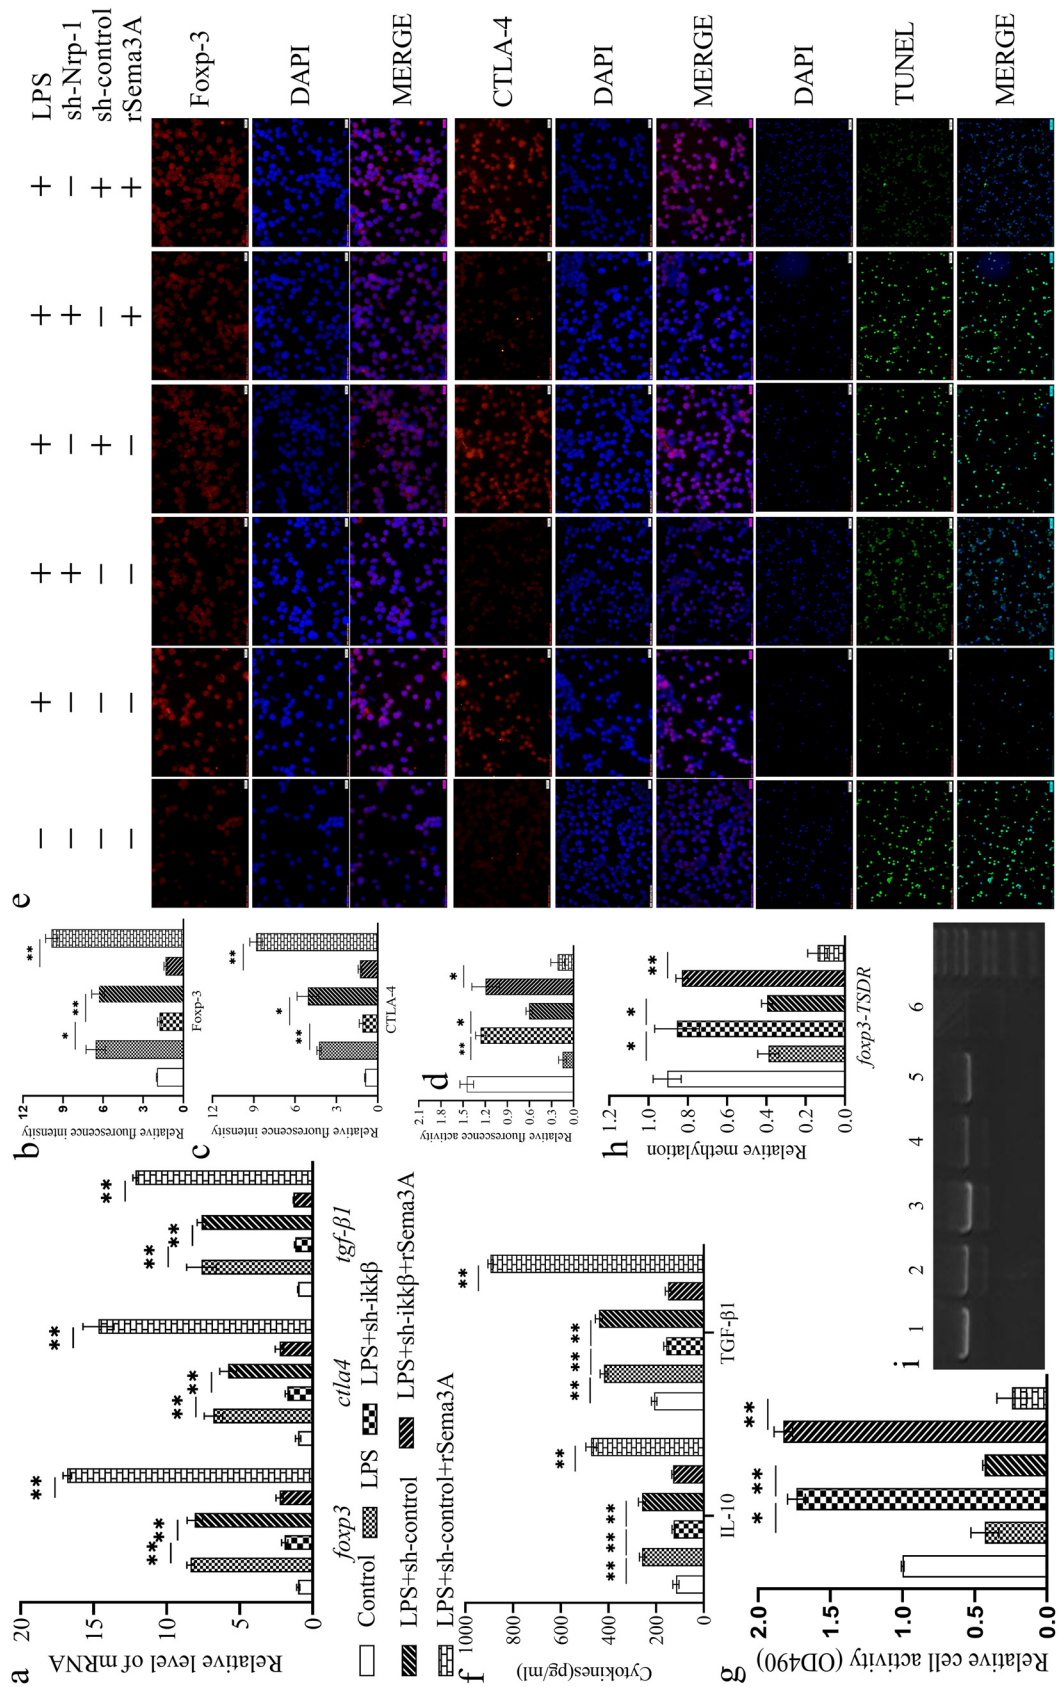 a
Relative level of mRNA
20
15
10
5
0
** ** **
** ** **
** ** **
foxp3 ctla4 tgf-β1
Control LPS LPS+sh-ikkβ
LPS+sh-control LPS+sh-ikkβ+rSema3A
LPS+sh-control+rSema3A
b
Relative fluorescence intensity
12
9
6
3
0
* ** **
Foxp-3
c
Relative fluorescence intensity
12
9
6
3
0
** * **
CTLA-4
d
Relative fluorescence activity
2.1
1.8
1.5
1.2
0.9
0.6
0.3
0.0
** * *
e
− + + + + + LPS
− − + − + − sh-Nrp-1
− − − + − + sh-control
− − − − + + rSema3A
Foxp-3
DAPI
MERGE
CTLA-4
DAPI
MERGE
DAPI
TUNEL
MERGE
f
Cytokines(pg/ml)
1000
800
600
400
200
0
** ** ** **
** ** ** **
IL-10 TGF-β1
g
Relative cell activity (OD490)
2.0
1.5
1.0
0.5
0.0
* ** **
h
Relative methylation
1.2
1.0
0.8
0.6
0.4
0.2
0.0
* * **
foxp3-TSDR
i
1 2 3 4 5 6